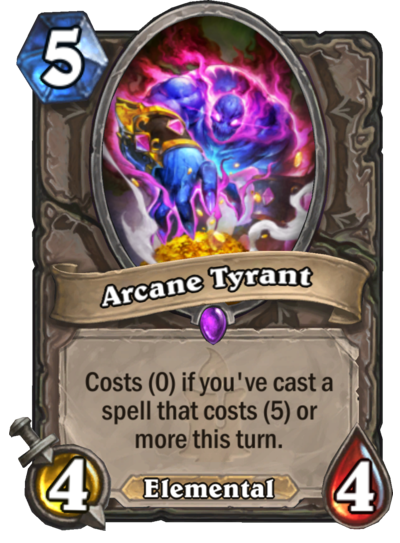 5
Arcane Tyrant
Costs (0) if you've cast a
spell that costs (5) or
more this turn.
4
Elemental
4